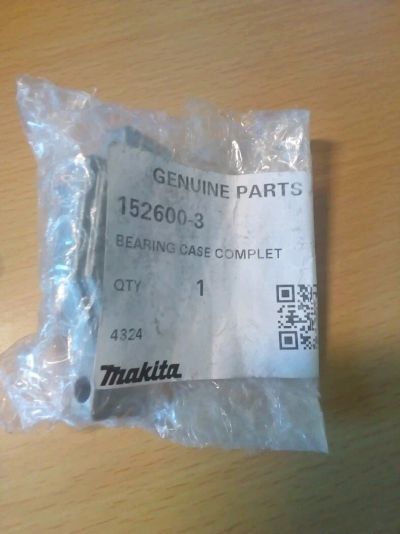 GENUINE PARTS
152600-3
BEARING CASE COMPLET
QTY 1
4324
makita